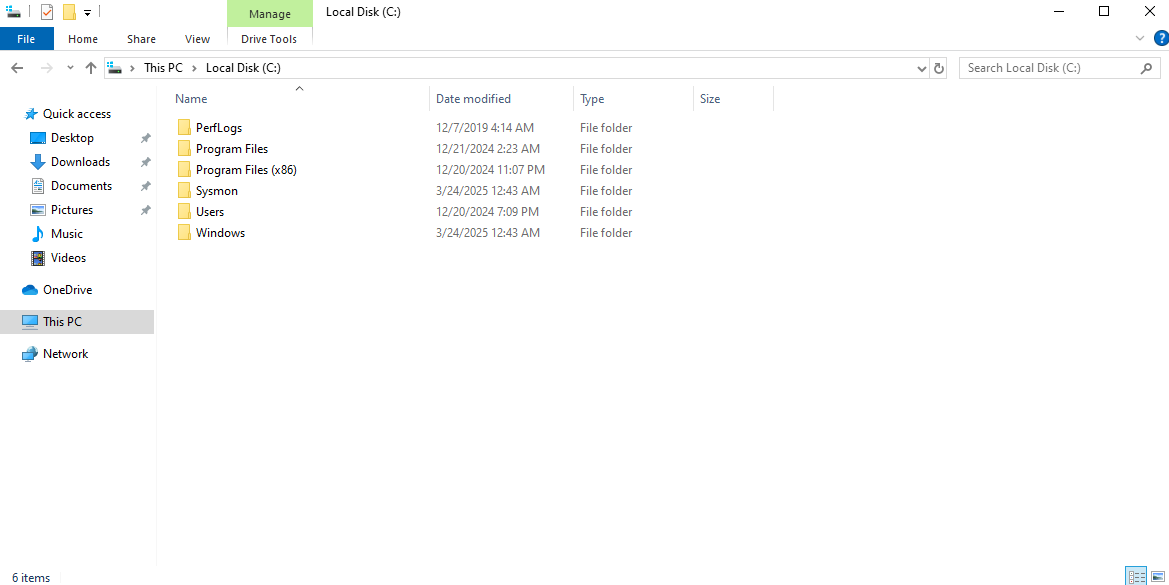 Manage Local Disk (C:)
File Home Share View Drive Tools ?
This PC Local Disk (C:) Search Local Disk (C:)
Name Date modified Type Size
Quick access
Desktop
Downloads
Documents
Pictures
Music
Videos
OneDrive
This PC
Network
PerfLogs 12/7/2019 4:14 AM File folder
Program Files 12/21/2024 2:23 AM File folder
Program Files (x86) 12/20/2024 11:07 PM File folder
Sysmon 3/24/2025 12:43 AM File folder
Users 12/20/2024 7:09 PM File folder
Windows 3/24/2025 12:43 AM File folder
6 items